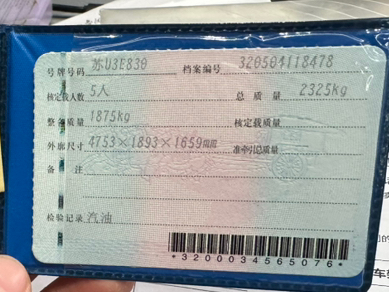 号牌号码 苏U3E830 档案编号 320504118478
核定载人数 5人 总质量 2325kg
整备质量 1875kg 核定载质量
外廓尺寸 4753×1893×1659mm 准牵引总质量
备注
检验记录 汽油
*3200034565076*